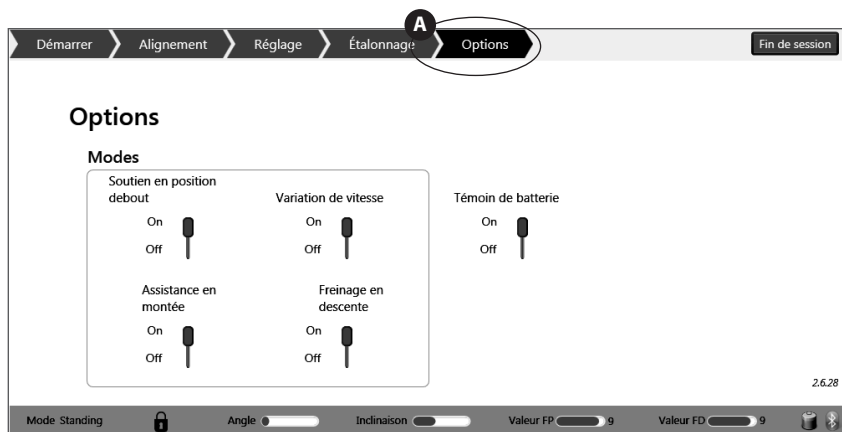 A
Démarrer Alignement Réglage Étalonnage Options Fin de session
Options
Modes
Soutien en position
debout
Variation de vitesse
Témoin de batterie
On On On
Off Off Off
Assistance en
montée
Freinage en
descente
On On
Off Off
2.6.28
Mode Standing Angle Inclinaison Valeur FP 9 Valeur FD 9